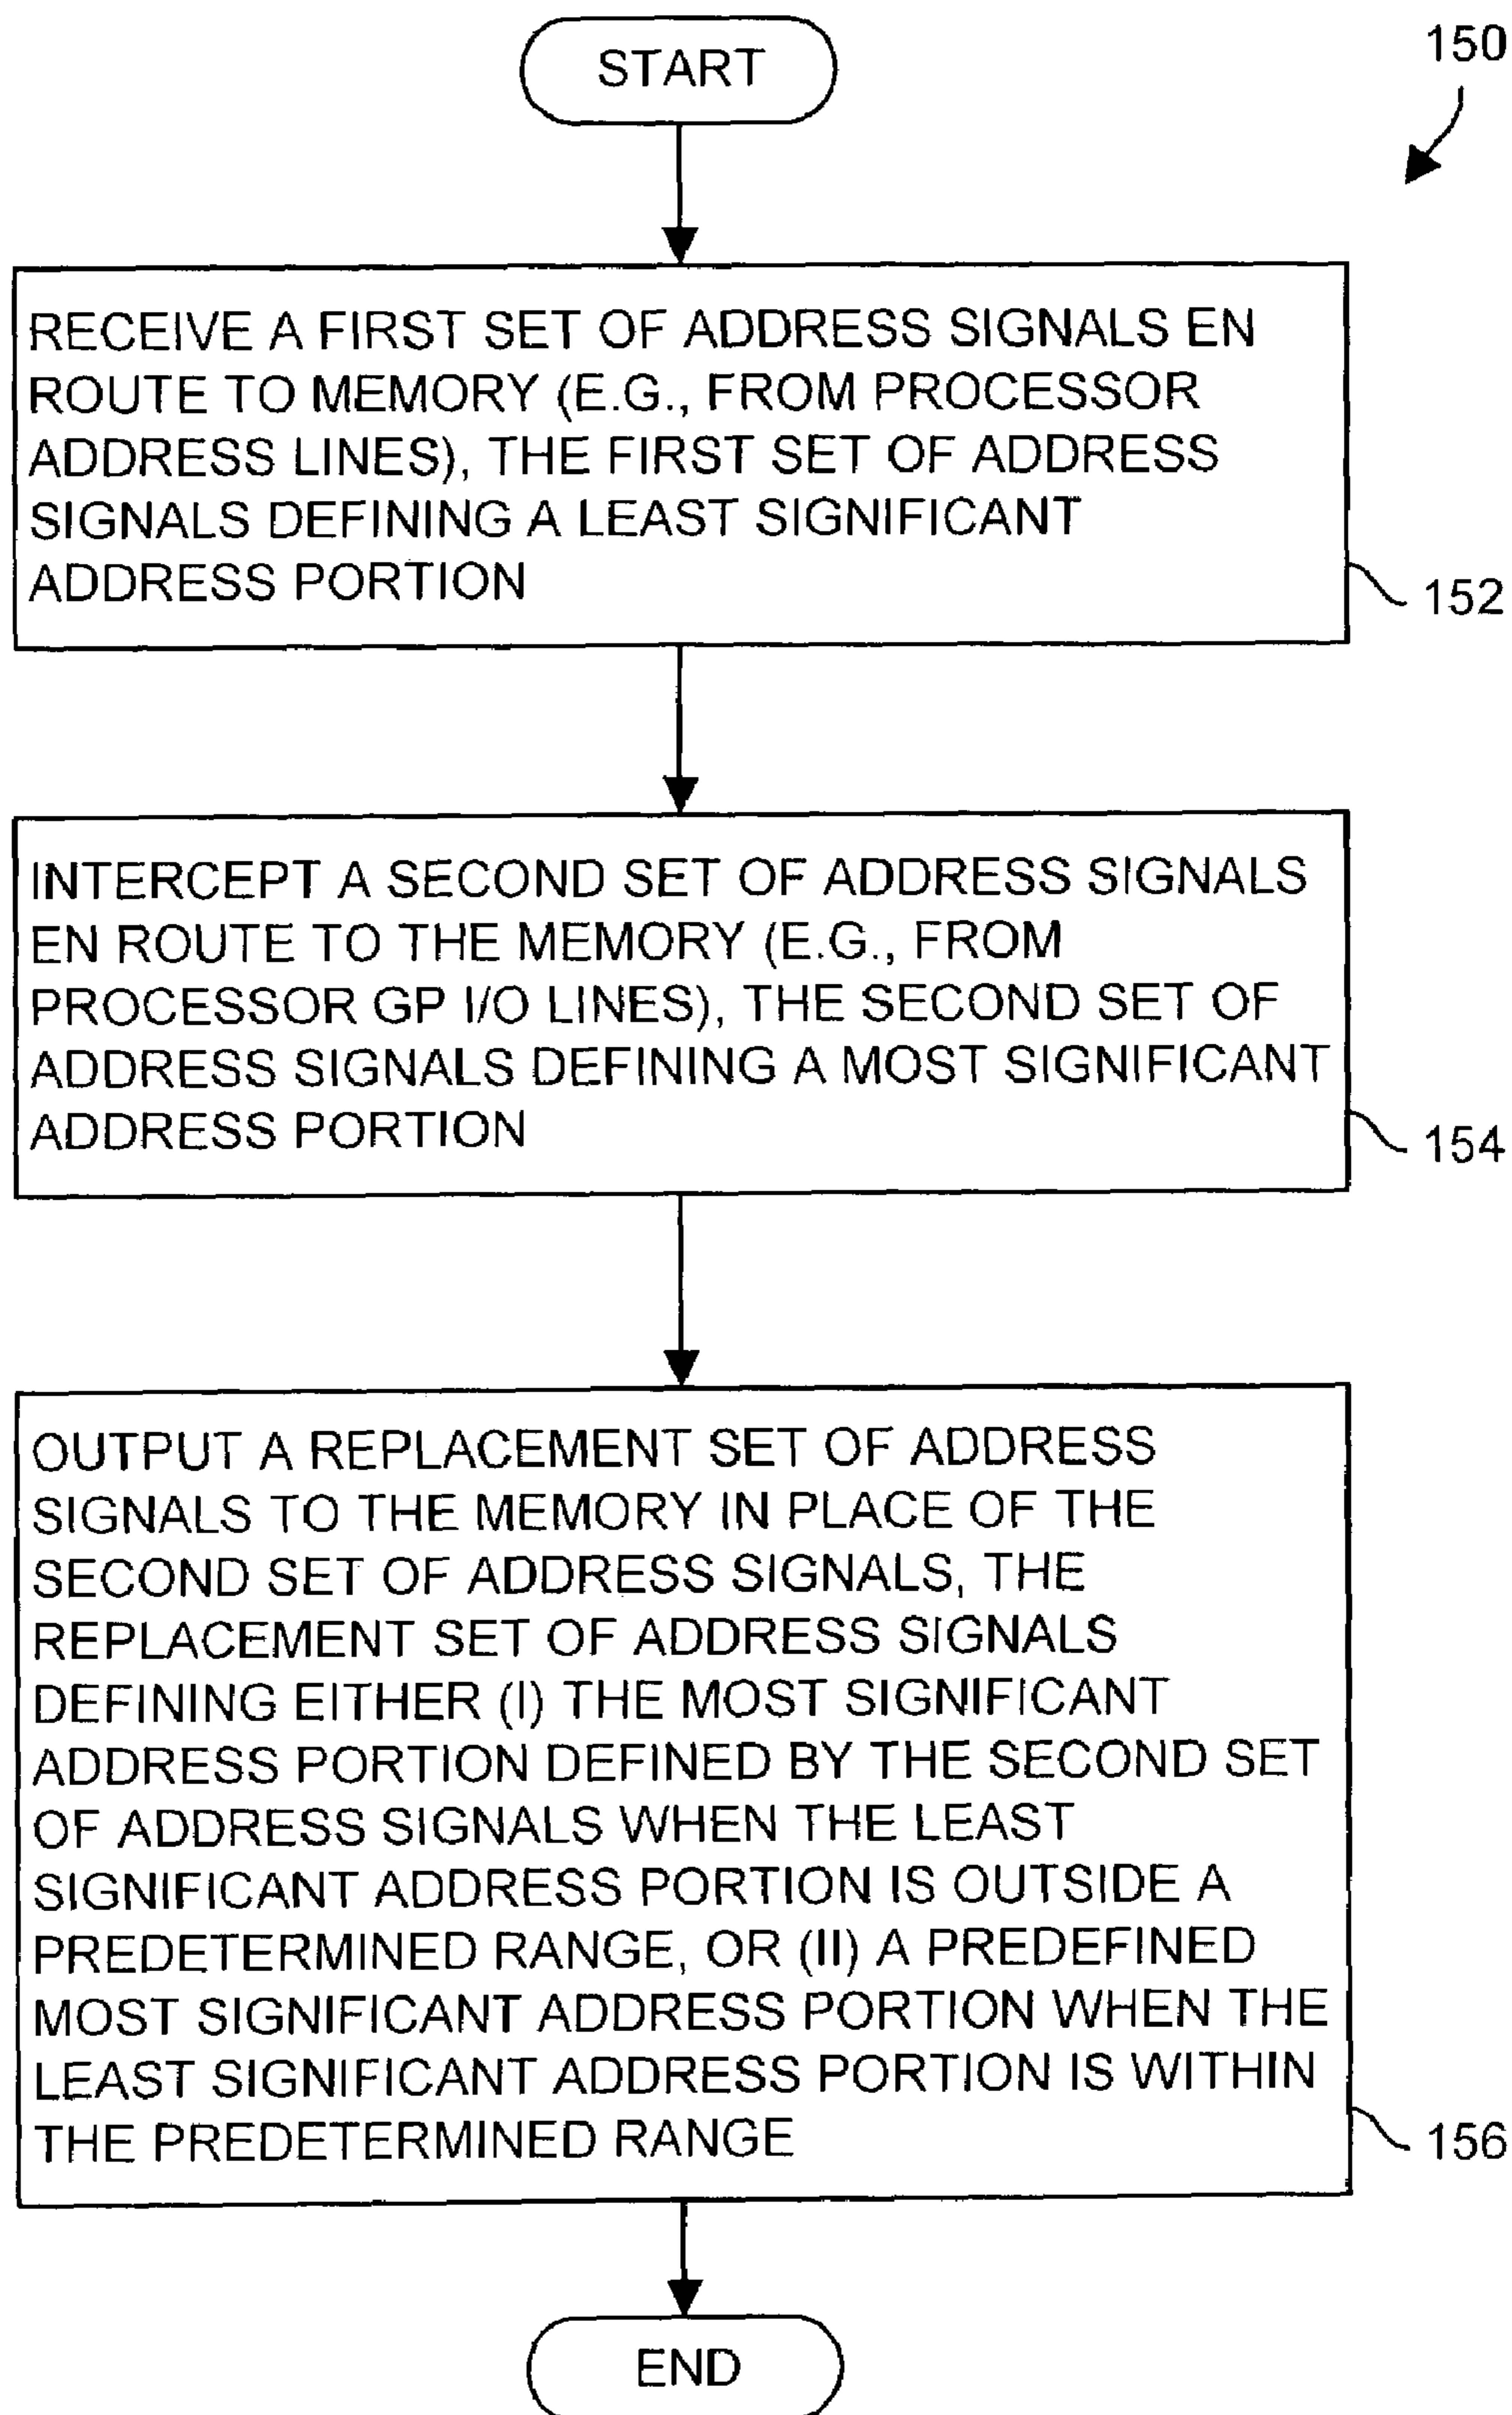 START
150
RECEIVE A FIRST SET OF ADDRESS SIGNALS EN
ROUTE TO MEMORY (E.G., FROM PROCESSOR
ADDRESS LINES), THE FIRST SET OF ADDRESS
SIGNALS DEFINING A LEAST SIGNIFICANT
ADDRESS PORTION
152
INTERCEPT A SECOND SET OF ADDRESS SIGNALS
EN ROUTE TO THE MEMORY (E.G., FROM
PROCESSOR GP I/O LINES), THE SECOND SET OF
ADDRESS SIGNALS DEFINING A MOST SIGNIFICANT
ADDRESS PORTION
154
OUTPUT A REPLACEMENT SET OF ADDRESS
SIGNALS TO THE MEMORY IN PLACE OF THE
SECOND SET OF ADDRESS SIGNALS, THE
REPLACEMENT SET OF ADDRESS SIGNALS
DEFINING EITHER (I) THE MOST SIGNIFICANT
ADDRESS PORTION DEFINED BY THE SECOND SET
OF ADDRESS SIGNALS WHEN THE LEAST
SIGNIFICANT ADDRESS PORTION IS OUTSIDE A
PREDETERMINED RANGE, OR (II) A PREDEFINED
MOST SIGNIFICANT ADDRESS PORTION WHEN THE
LEAST SIGNIFICANT ADDRESS PORTION IS WITHIN
THE PREDETERMINED RANGE
156
END